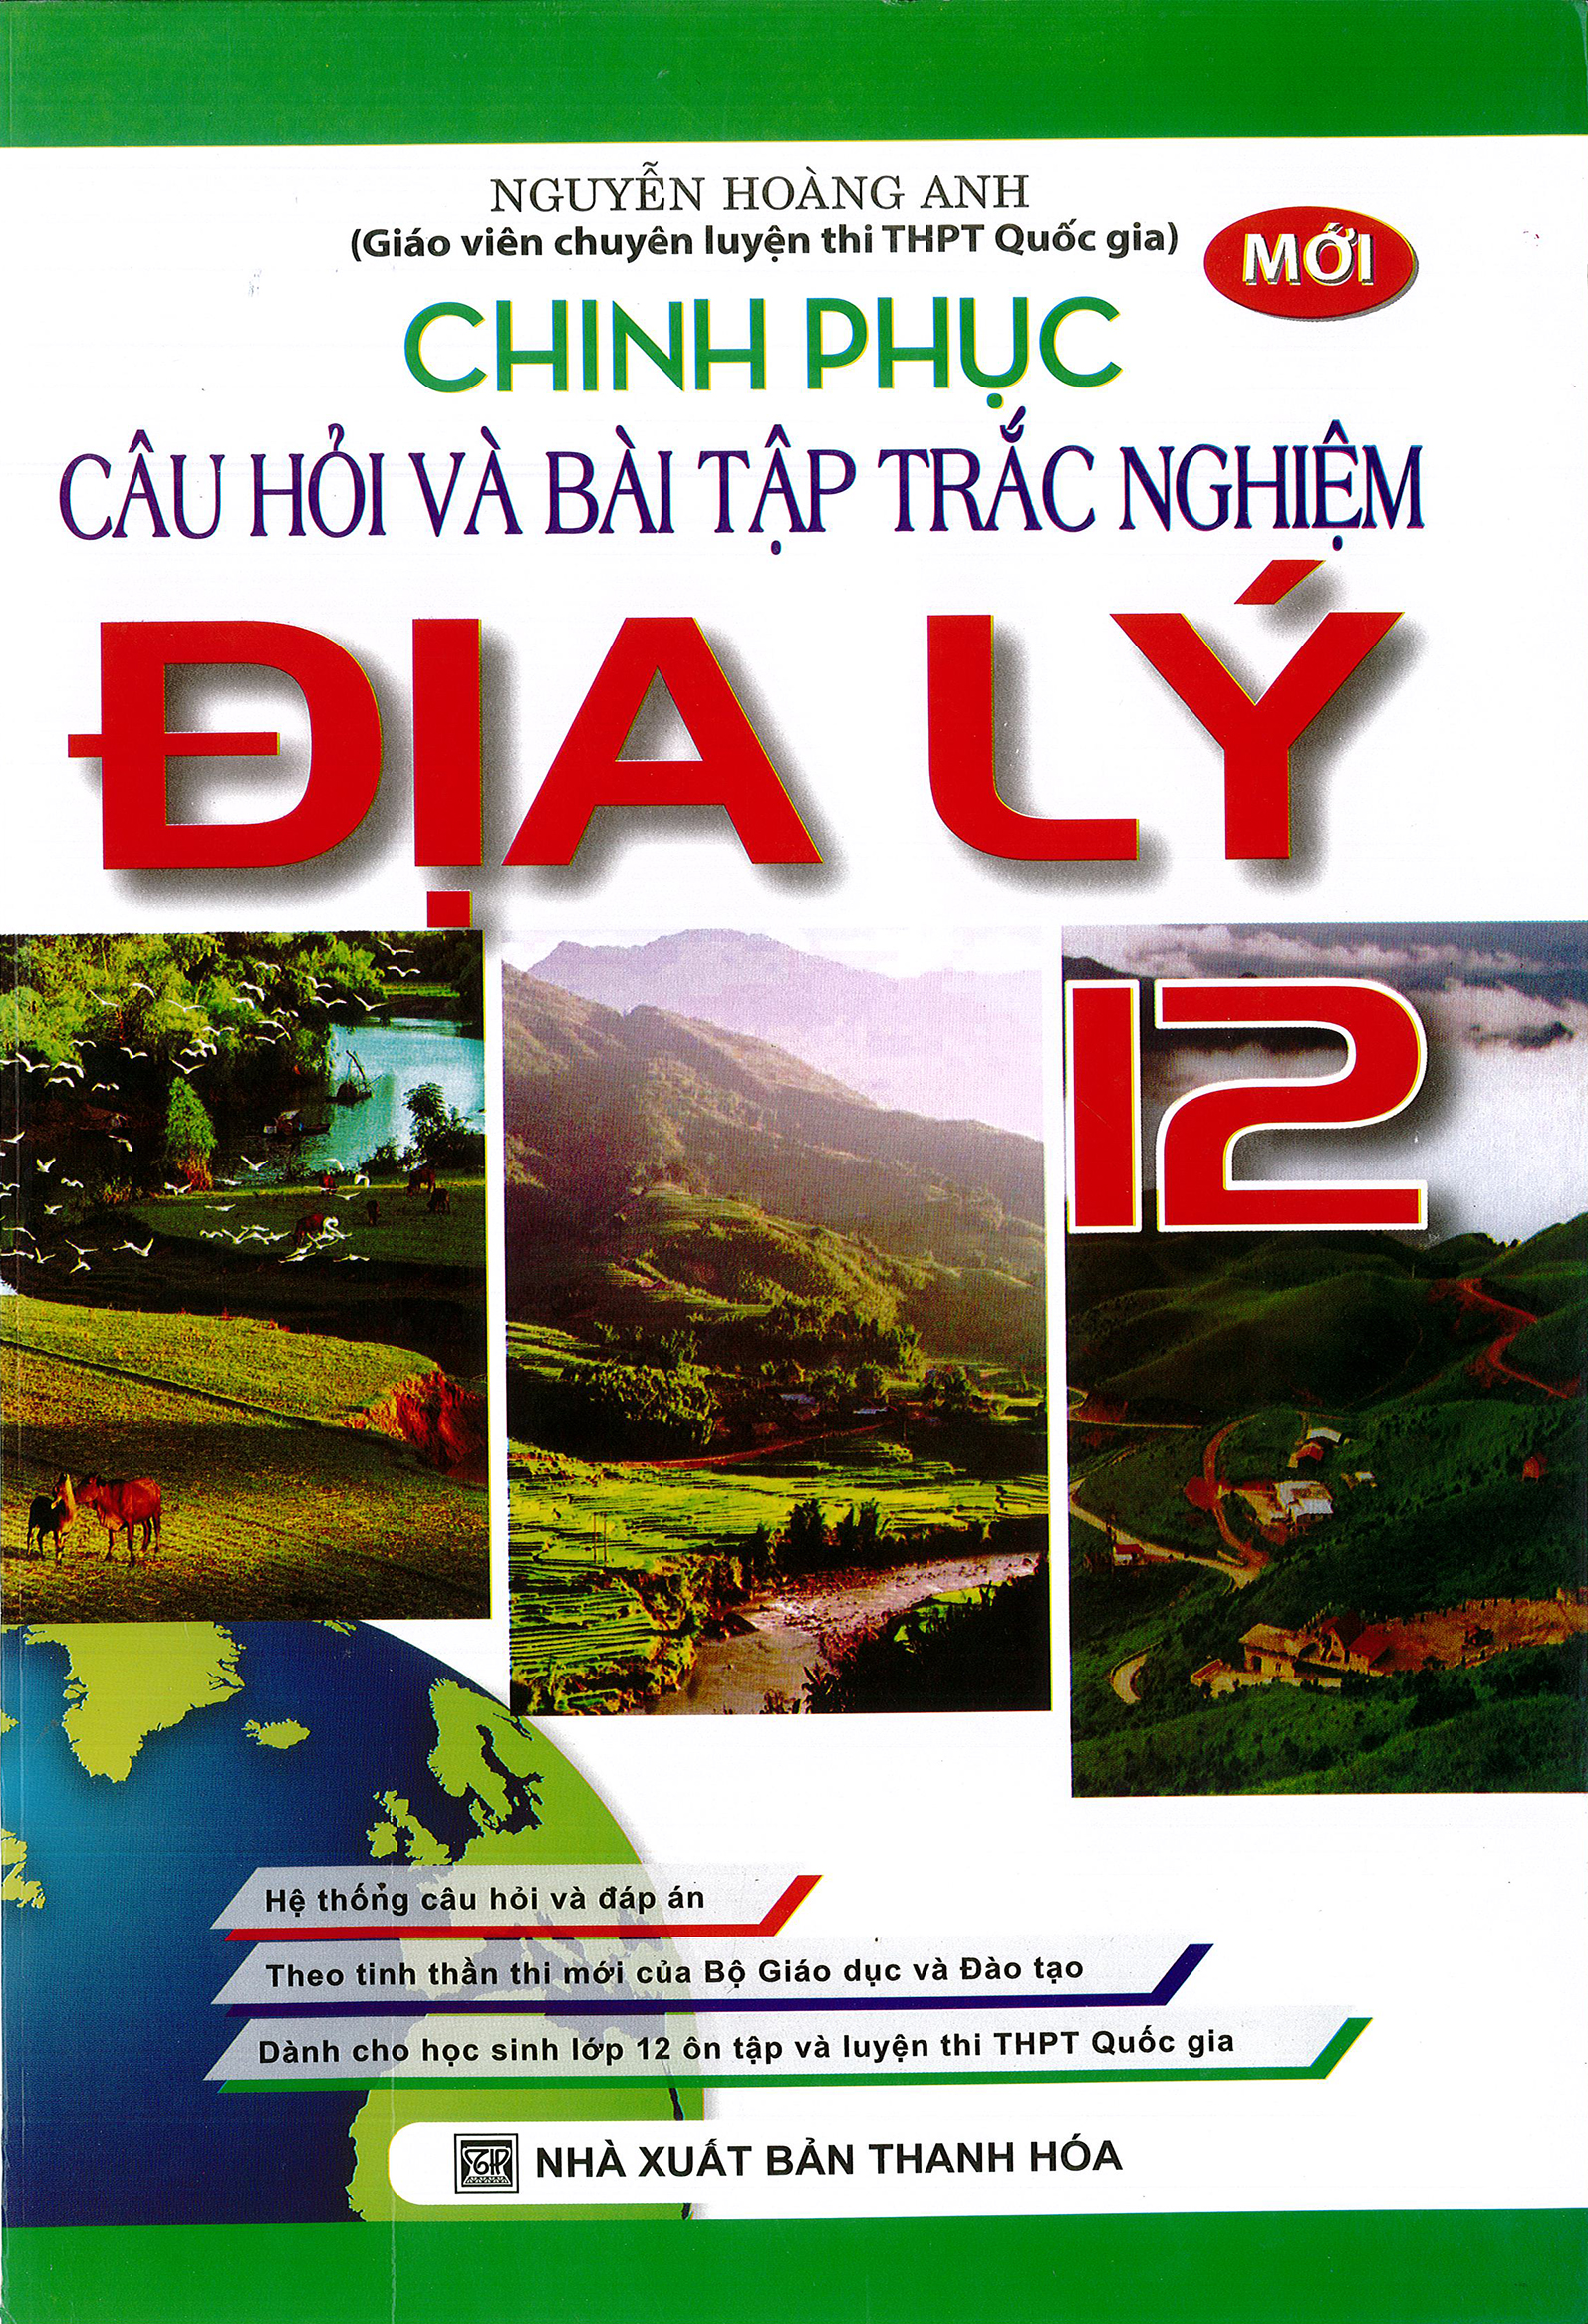 NGUYỄN HOÀNG ANH
(Giáo viên chuyên luyện thi THPT Quốc gia)
MỚI
CHINH PHỤC
CÂU HỎI VÀ BÀI TẬP TRẮC NGHIỆM
ĐỊA LÝ
12
Hệ thống câu hỏi và đáp án
Theo tinh thần thi mới của Bộ Giáo dục và Đào tạo
Dành cho học sinh lớp 12 ôn tập và luyện thi THPT Quốc gia
NHÀ XUẤT BẢN THANH HÓA